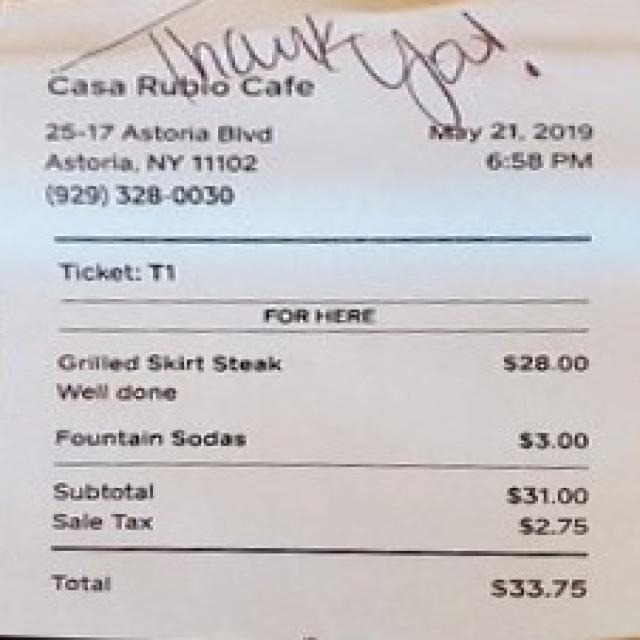 Thank You!
Casa Rubio Cafe
25-17 Astoria Blvd May 21, 2019
Astoria, NY 11102 6:58 PM
(929) 328-0030
Ticket: T1
FOR HERE
Grilled Skirt Steak $28.00
Well done
Fountain Sodas $3.00
Subtotal $31.00
Sale Tax $2.75
Total $33.75